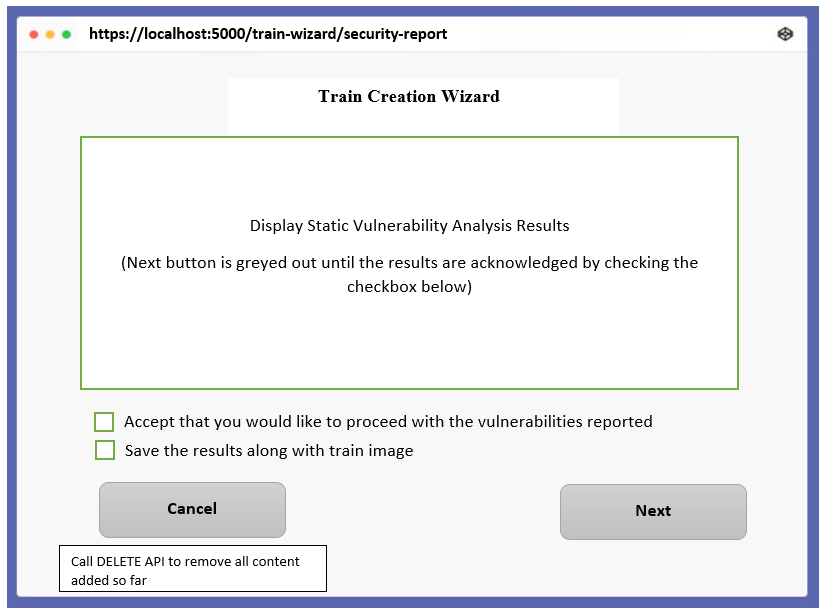 https://localhost:5000/train-wizard/security-report
Train Creation Wizard
Display Static Vulnerability Analysis Results
(Next button is greyed out until the results are acknowledged by checking the
checkbox below)
Accept that you would like to proceed with the vulnerabilities reported
Save the results along with train image
Cancel
Next
Call DELETE API to remove all content
added so far